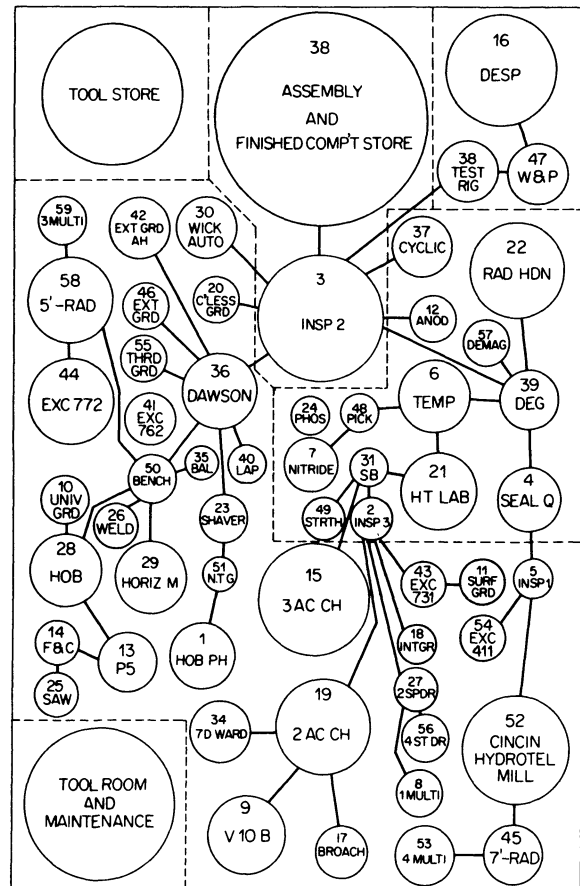 TOOL STORE
38
ASSEMBLY
AND
FINISHED COMP'T STORE
16
DESP
38
TEST
RIG
47
W&P
59
3MULTI
42
EXT GRD
AH
30
WICK
AUTO
37
CYCLIC
22
RAD HDN
58
5'-RAD
20
C'LESS
GRD
3
INSP 2
12
ANOD
57
DEMAG
46
EXT
GRD
55
THRD
GRD
36
DAWSON
6
TEMP
39
DEG
44
EXC 772
41
EXC
762
24
PHOS
48
PICK
7
NITRIDE
35
BAL
40
LAP
50
BENCH
31
SB
21
HT LAB
4
SEAL Q
10
UNIV
GRD
26
WELD
23
SHAVER
49
STRTH
2
INSP 3
28
HOB
29
HORIZ M
51
N.T.G
15
3 AC CH
43
EXC
731
11
SURF
GRD
5
INSP1
14
F&C
13
P5
1
HOB PH
18
INTGR
54
EXC
411
25
SAW
19
2 AC CH
27
2SPDR
34
7D WARD
56
4 ST DR
52
CINCIN
HYDROTEL
MILL
TOOL ROOM
AND
MAINTENANCE
8
1 MULTI
9
V 10 B
17
BROACH
53
4 MULTI
45
7'-RAD